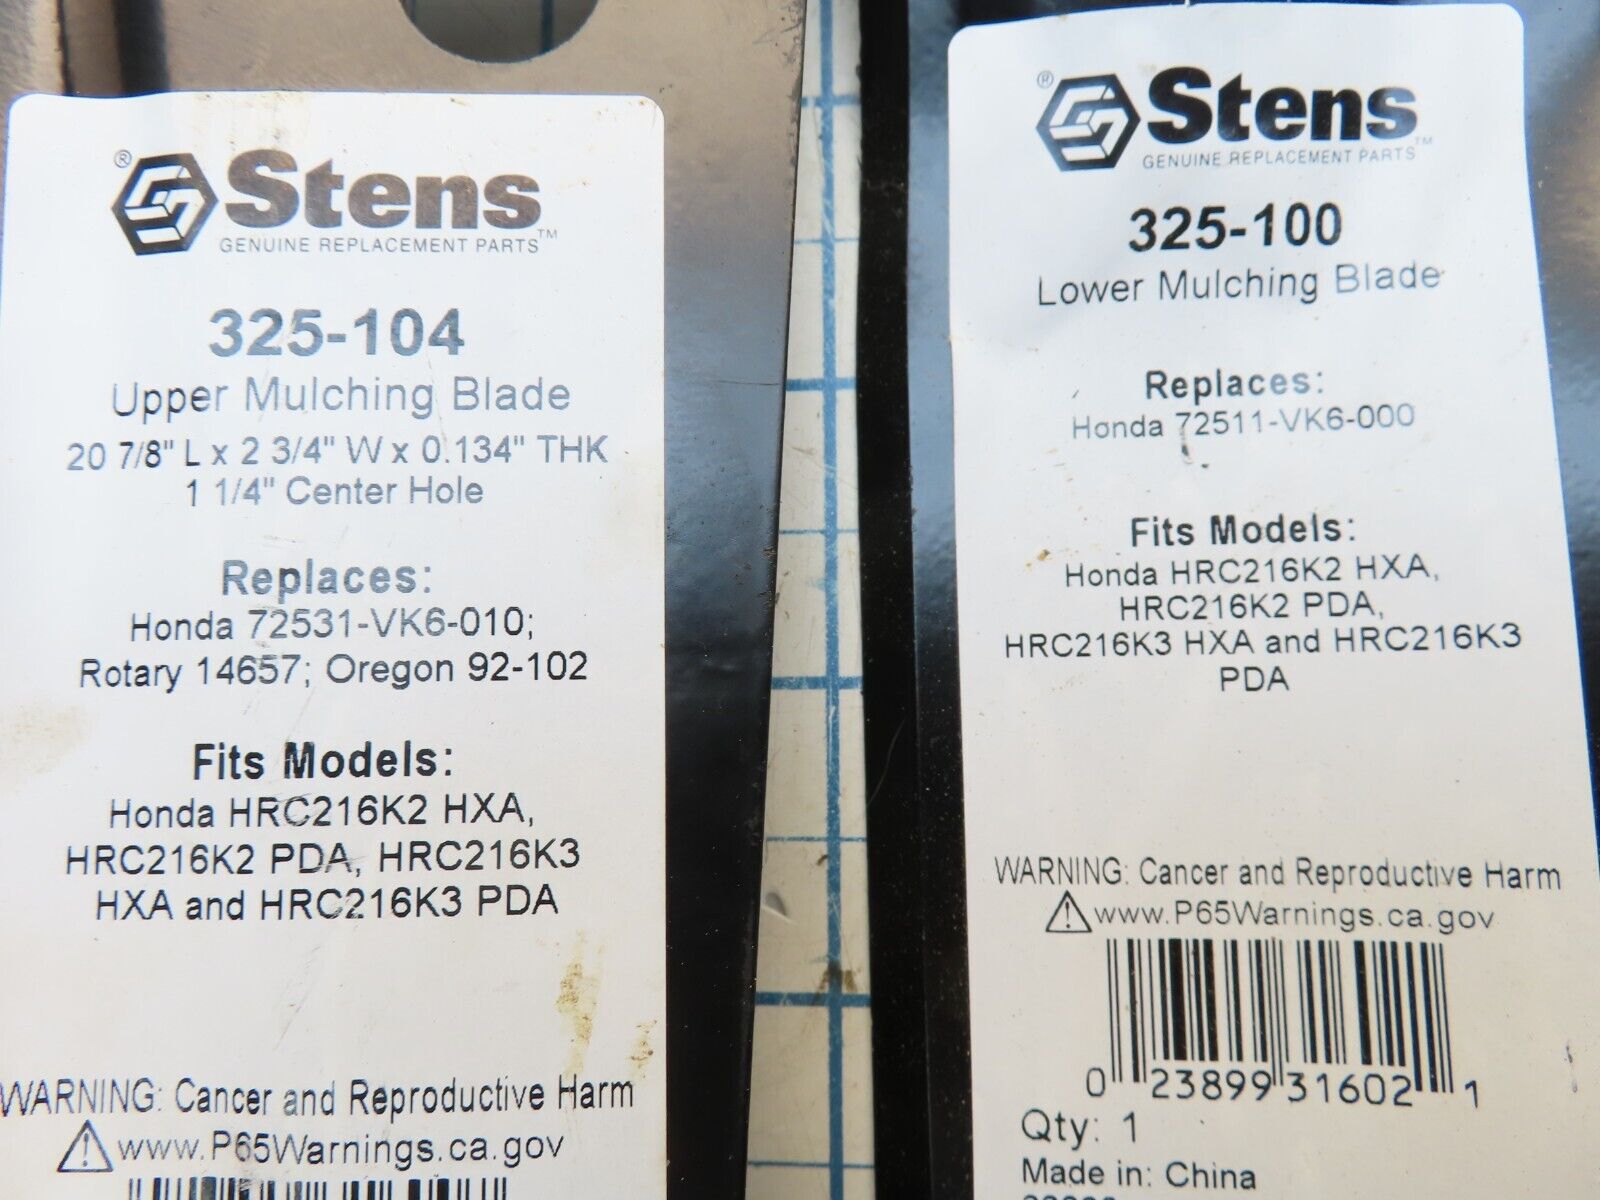 ® Stens
GENUINE REPLACEMENT PARTS™
325-104
Upper Mulching Blade
20 7/8" L x 2 3/4" W x 0.134" THK
1 1/4" Center Hole
Replaces:
Honda 72531-VK6-010;
Rotary 14657; Oregon 92-102
Fits Models:
Honda HRC216K2 HXA,
HRC216K2 PDA, HRC216K3
HXA and HRC216K3 PDA
WARNING: Cancer and Reproductive Harm
www.P65Warnings.ca.gov
® Stens
GENUINE REPLACEMENT PARTS™
325-100
Lower Mulching Blade
Replaces:
Honda 72511-VK6-000
Fits Models:
Honda HRC216K2 HXA,
HRC216K2 PDA,
HRC216K3 HXA and HRC216K3
PDA
WARNING: Cancer and Reproductive Harm
www.P65Warnings.ca.gov
0 23899 31602 1
Qty: 1
Made in: China